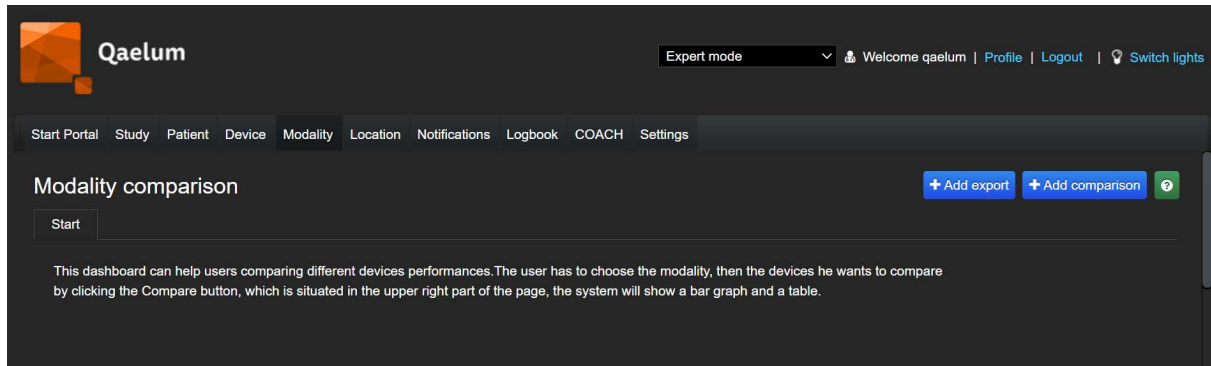 Qaelum
Expert mode Welcome qaelum | Profile | Logout | Switch lights
Start Portal Study Patient Device Modality Location Notifications Logbook COACH Settings
Modality comparison
+ Add export + Add comparison ?
Start
This dashboard can help users comparing different devices performances.The user has to choose the modality, then the devices he wants to compare
by clicking the Compare button, which is situated in the upper right part of the page, the system will show a bar graph and a table.